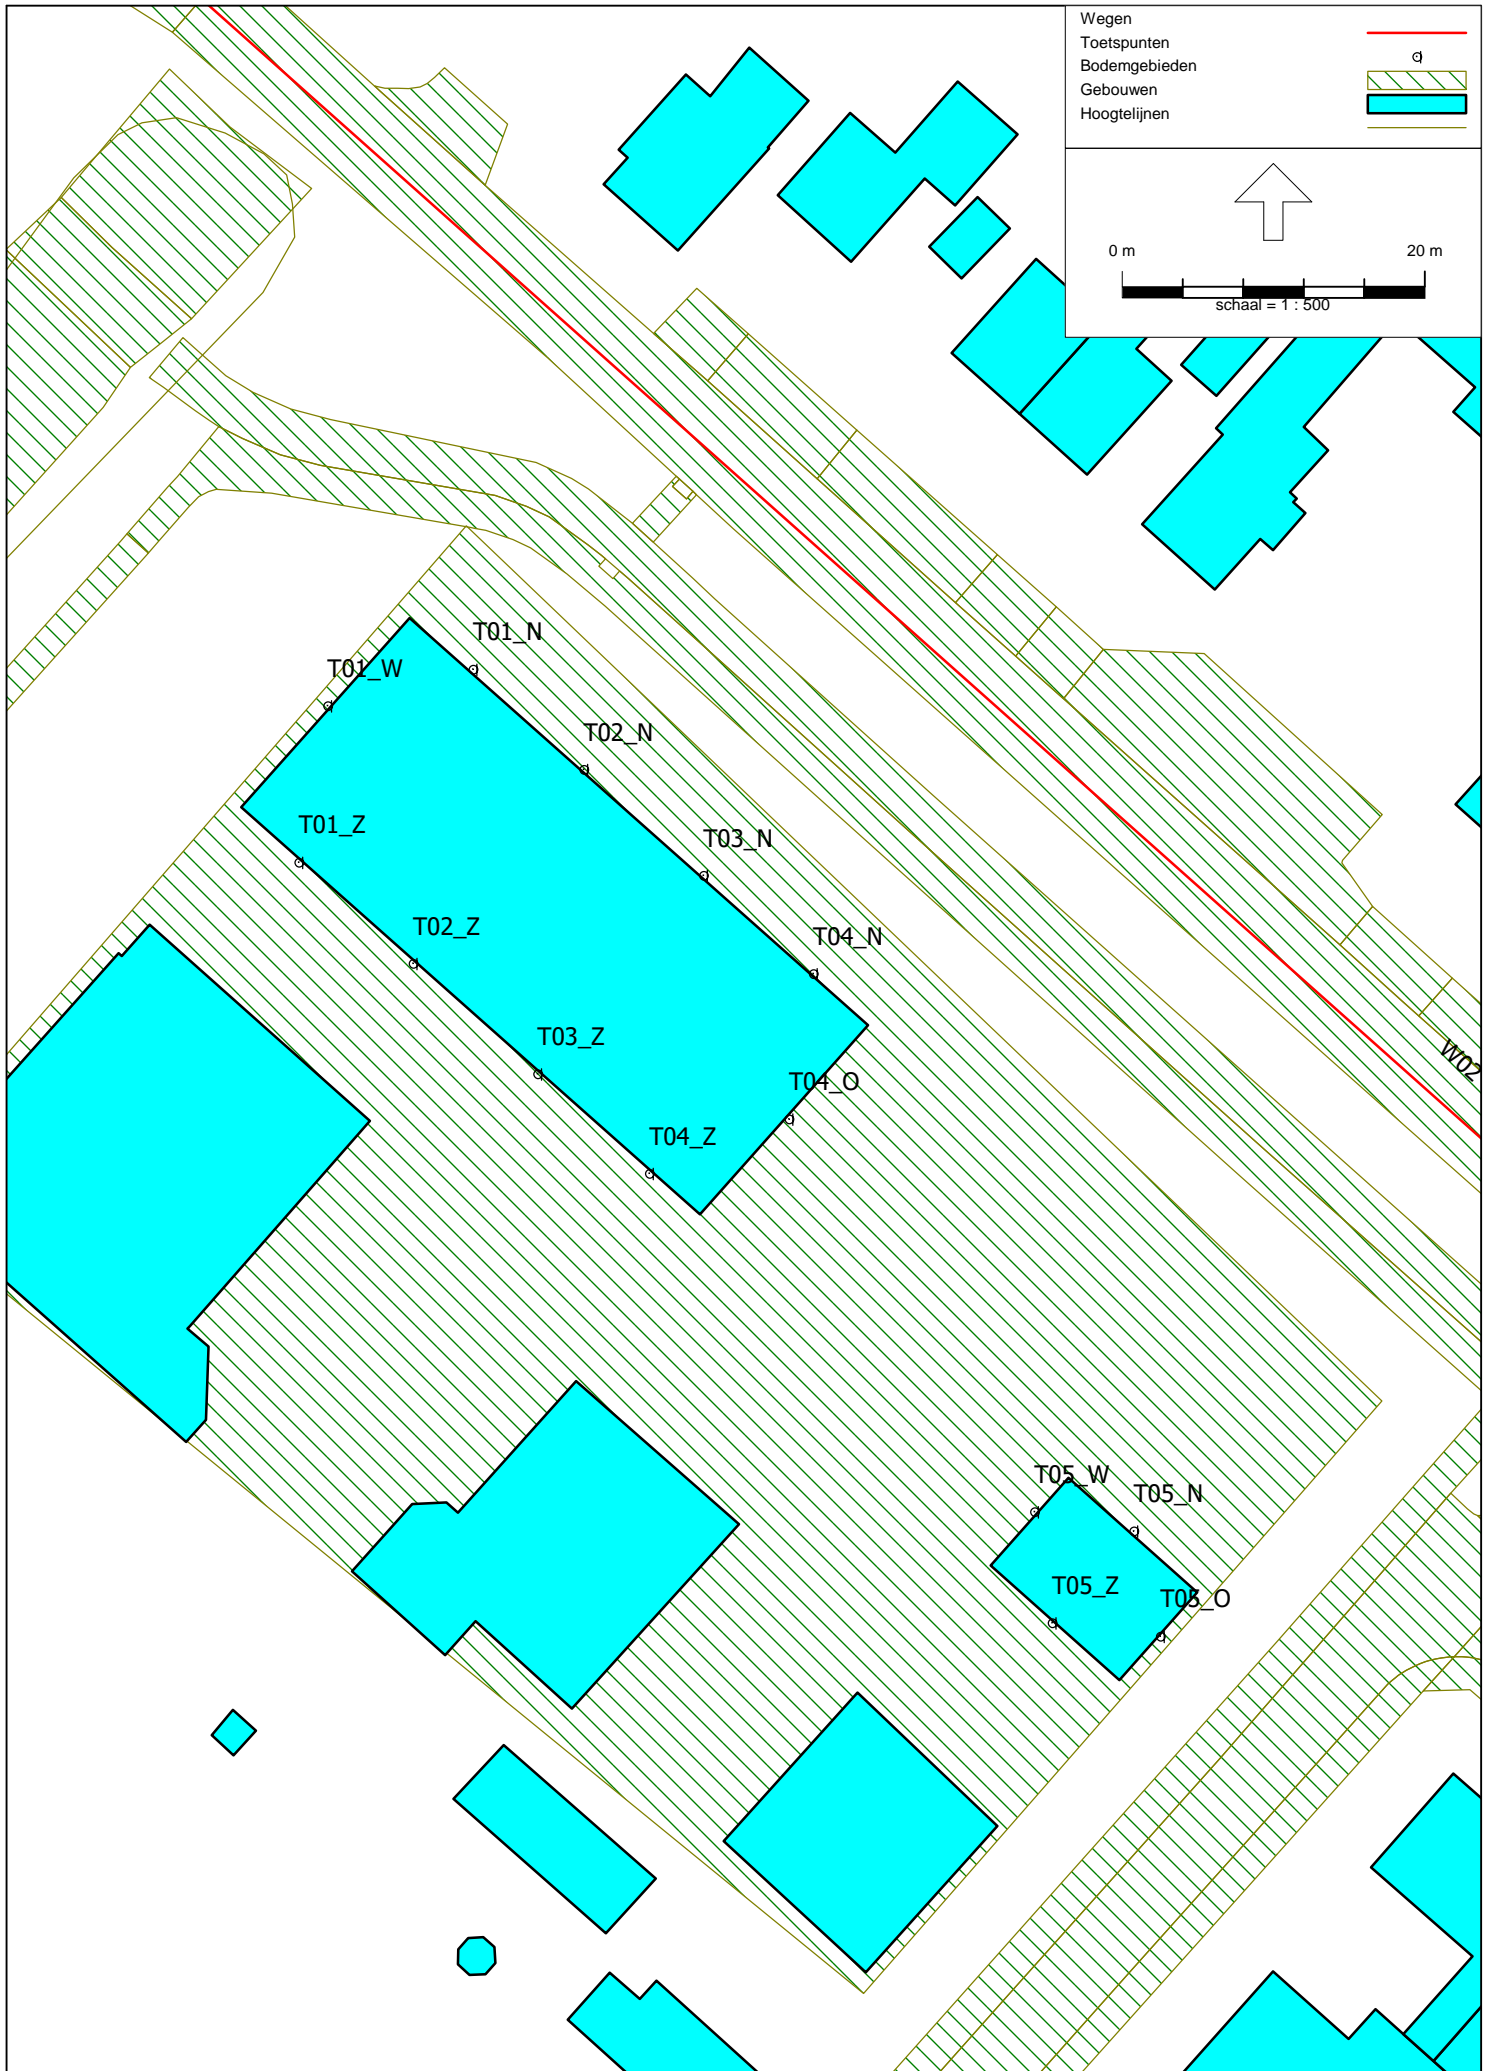 Wegen
Toetspunten
Bodemgebieden
Gebouwen
Hoogtelijnen
0 m 20 m
schaal = 1 : 500
T01_N
T01_W
T02_N
T01_Z
T03_N
T02_Z
T04_N
T03_Z
W02
T04_O
T04_Z
T05_W
T05_N
T05_Z
T05_O